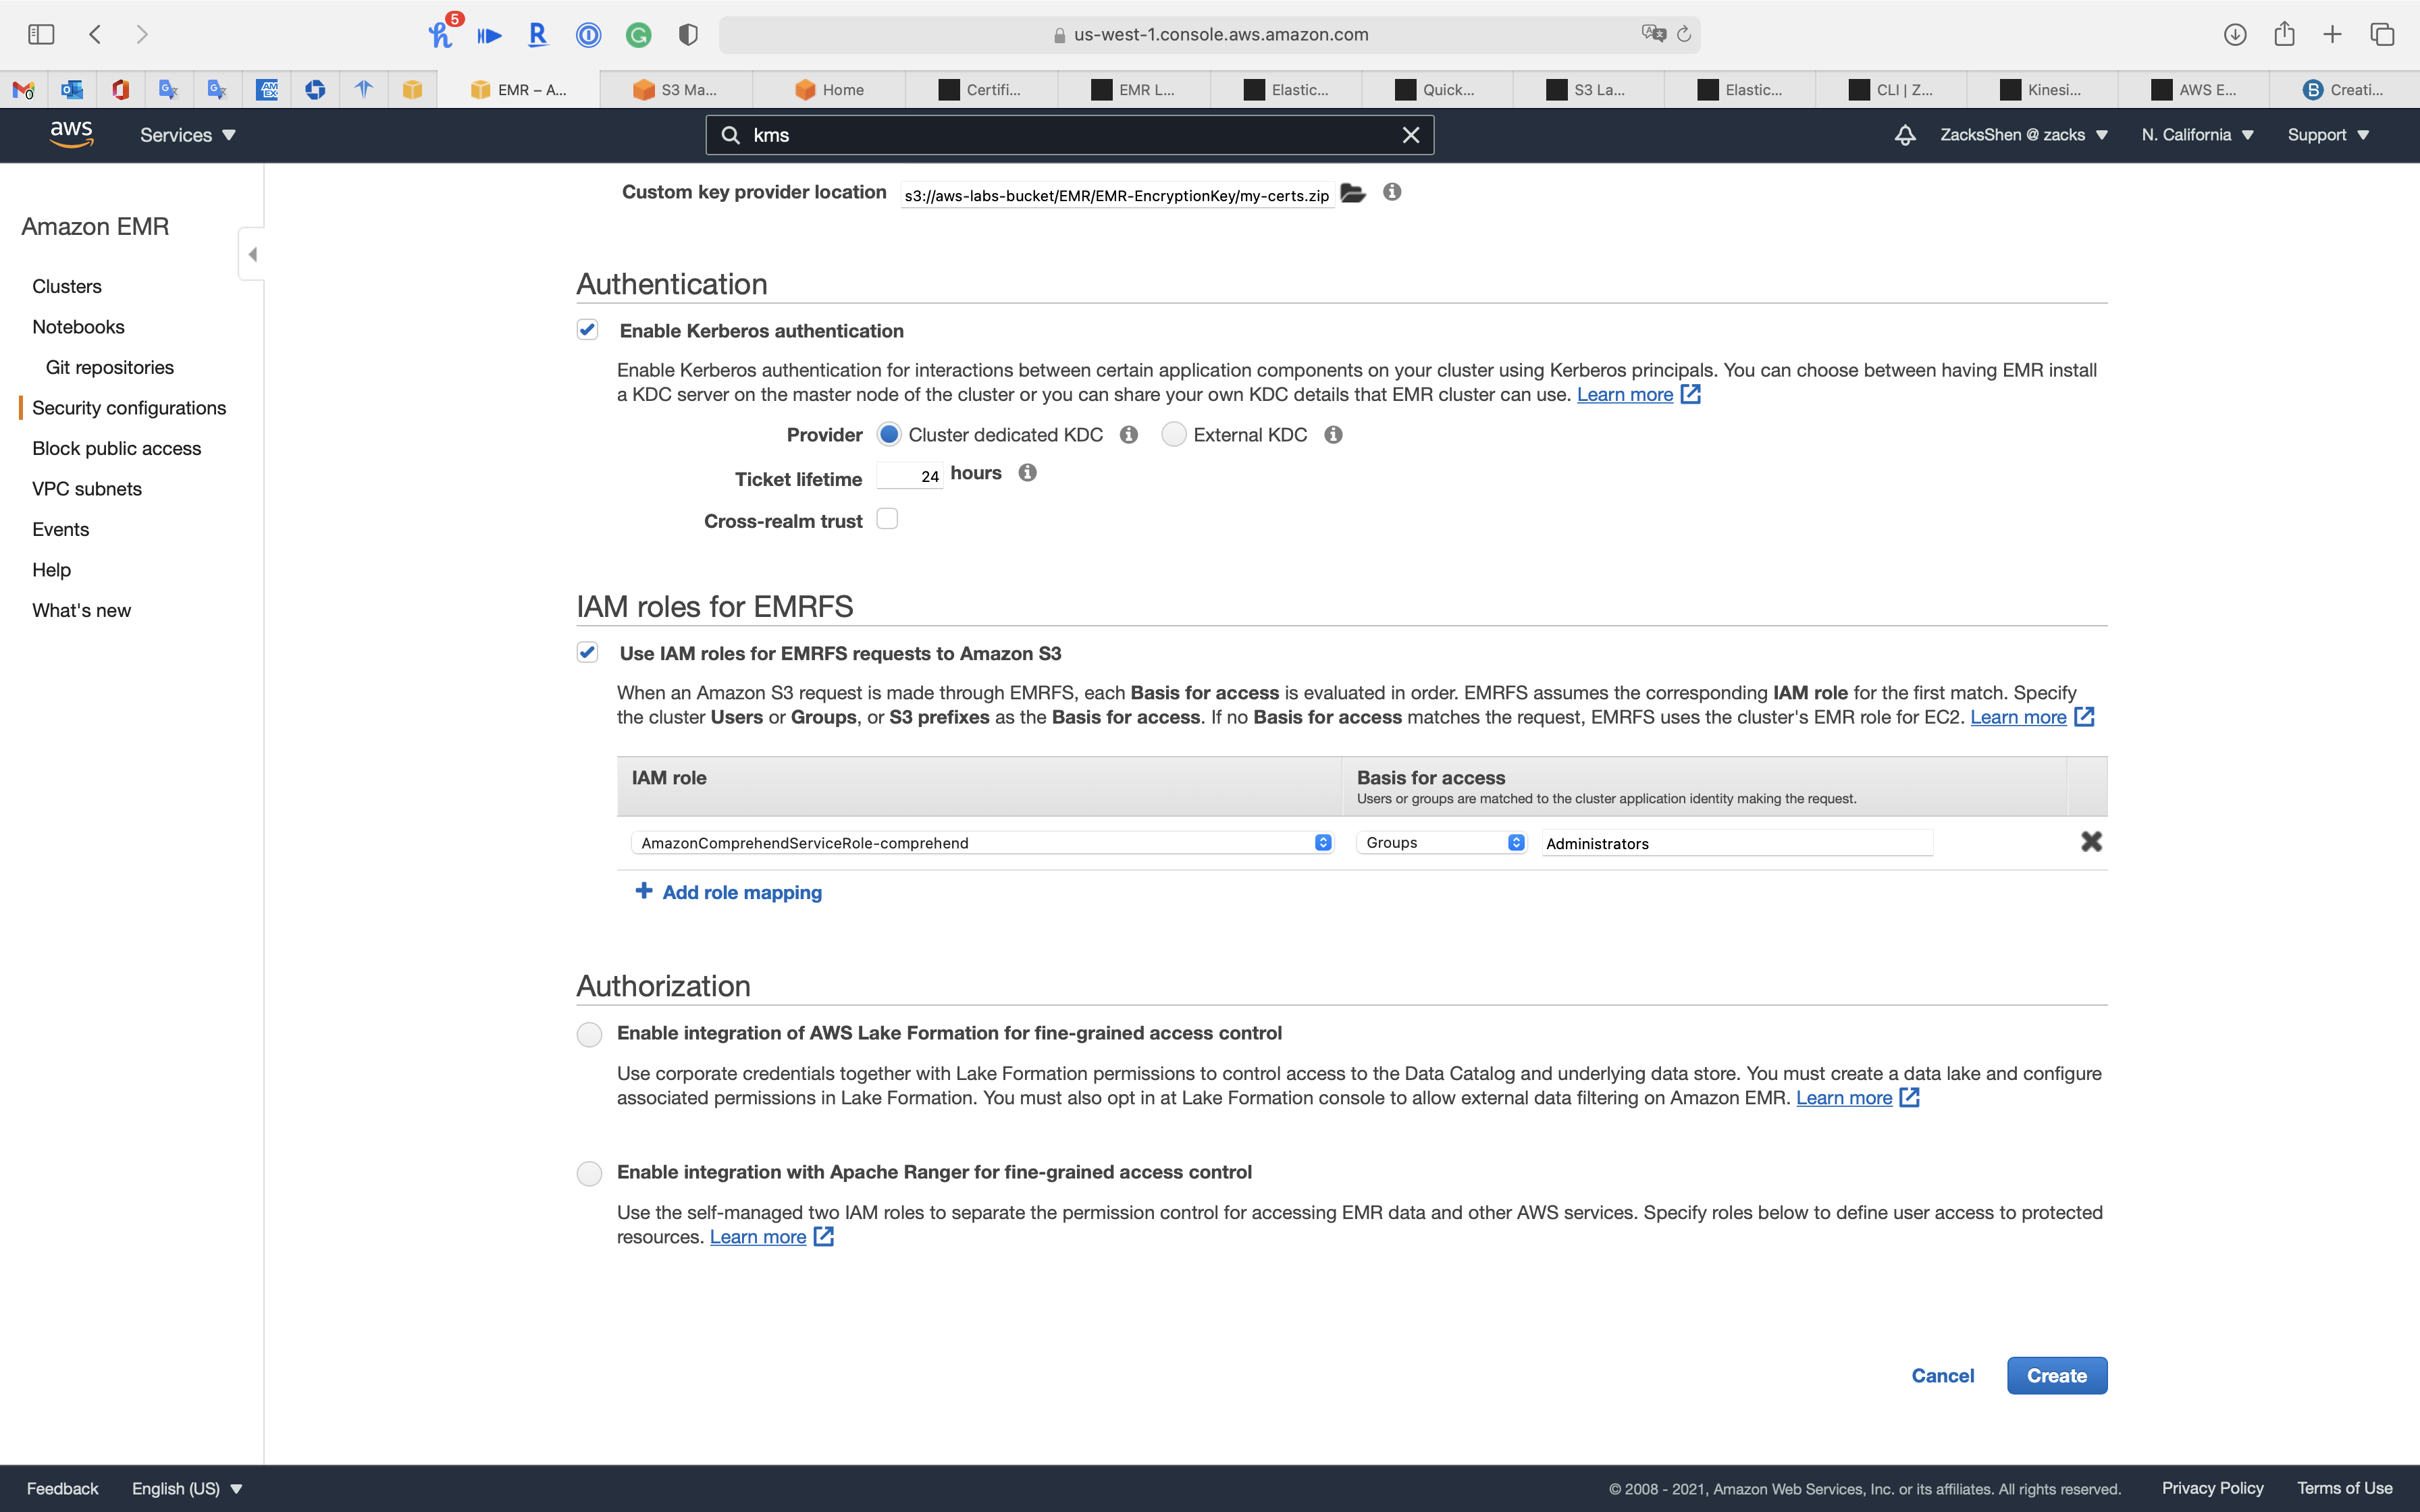 5
us-west-1.console.aws.amazon.com
EMR – A...
S3 Ma...
Home
Certifi...
EMR L...
Elastic...
Quick...
S3 La...
Elastic...
CLI | Z...
Kinesi...
AWS E...
Creati...
aws
Services
kms
ZacksShen @ zacks
N. California
Support
Amazon EMR
Clusters
Notebooks
Git repositories
Security configurations
Block public access
VPC subnets
Events
Help
What's new
Custom key provider location s3://aws-labs-bucket/EMR/EMR-EncryptionKey/my-certs.zip
Authentication
Enable Kerberos authentication
Enable Kerberos authentication for interactions between certain application components on your cluster using Kerberos principals. You can choose between having EMR install
a KDC server on the master node of the cluster or you can share your own KDC details that EMR cluster can use. Learn more
Provider Cluster dedicated KDC External KDC
Ticket lifetime 24 hours
Cross-realm trust
IAM roles for EMRFS
Use IAM roles for EMRFS requests to Amazon S3
When an Amazon S3 request is made through EMRFS, each Basis for access is evaluated in order. EMRFS assumes the corresponding IAM role for the first match. Specify
the cluster Users or Groups, or S3 prefixes as the Basis for access. If no Basis for access matches the request, EMRFS uses the cluster's EMR role for EC2. Learn more
IAM role
Basis for access
Users or groups are matched to the cluster application identity making the request.
AmazonComprehendServiceRole-comprehend
Groups
Administrators
Add role mapping
Authorization
Enable integration of AWS Lake Formation for fine-grained access control
Use corporate credentials together with Lake Formation permissions to control access to the Data Catalog and underlying data store. You must create a data lake and configure
associated permissions in Lake Formation. You must also opt in at Lake Formation console to allow external data filtering on Amazon EMR. Learn more
Enable integration with Apache Ranger for fine-grained access control
Use the self-managed two IAM roles to separate the permission control for accessing EMR data and other AWS services. Specify roles below to define user access to protected
resources. Learn more
Cancel
Create
Feedback
English (US)
© 2008 - 2021, Amazon Web Services, Inc. or its affiliates. All rights reserved.
Privacy Policy
Terms of Use